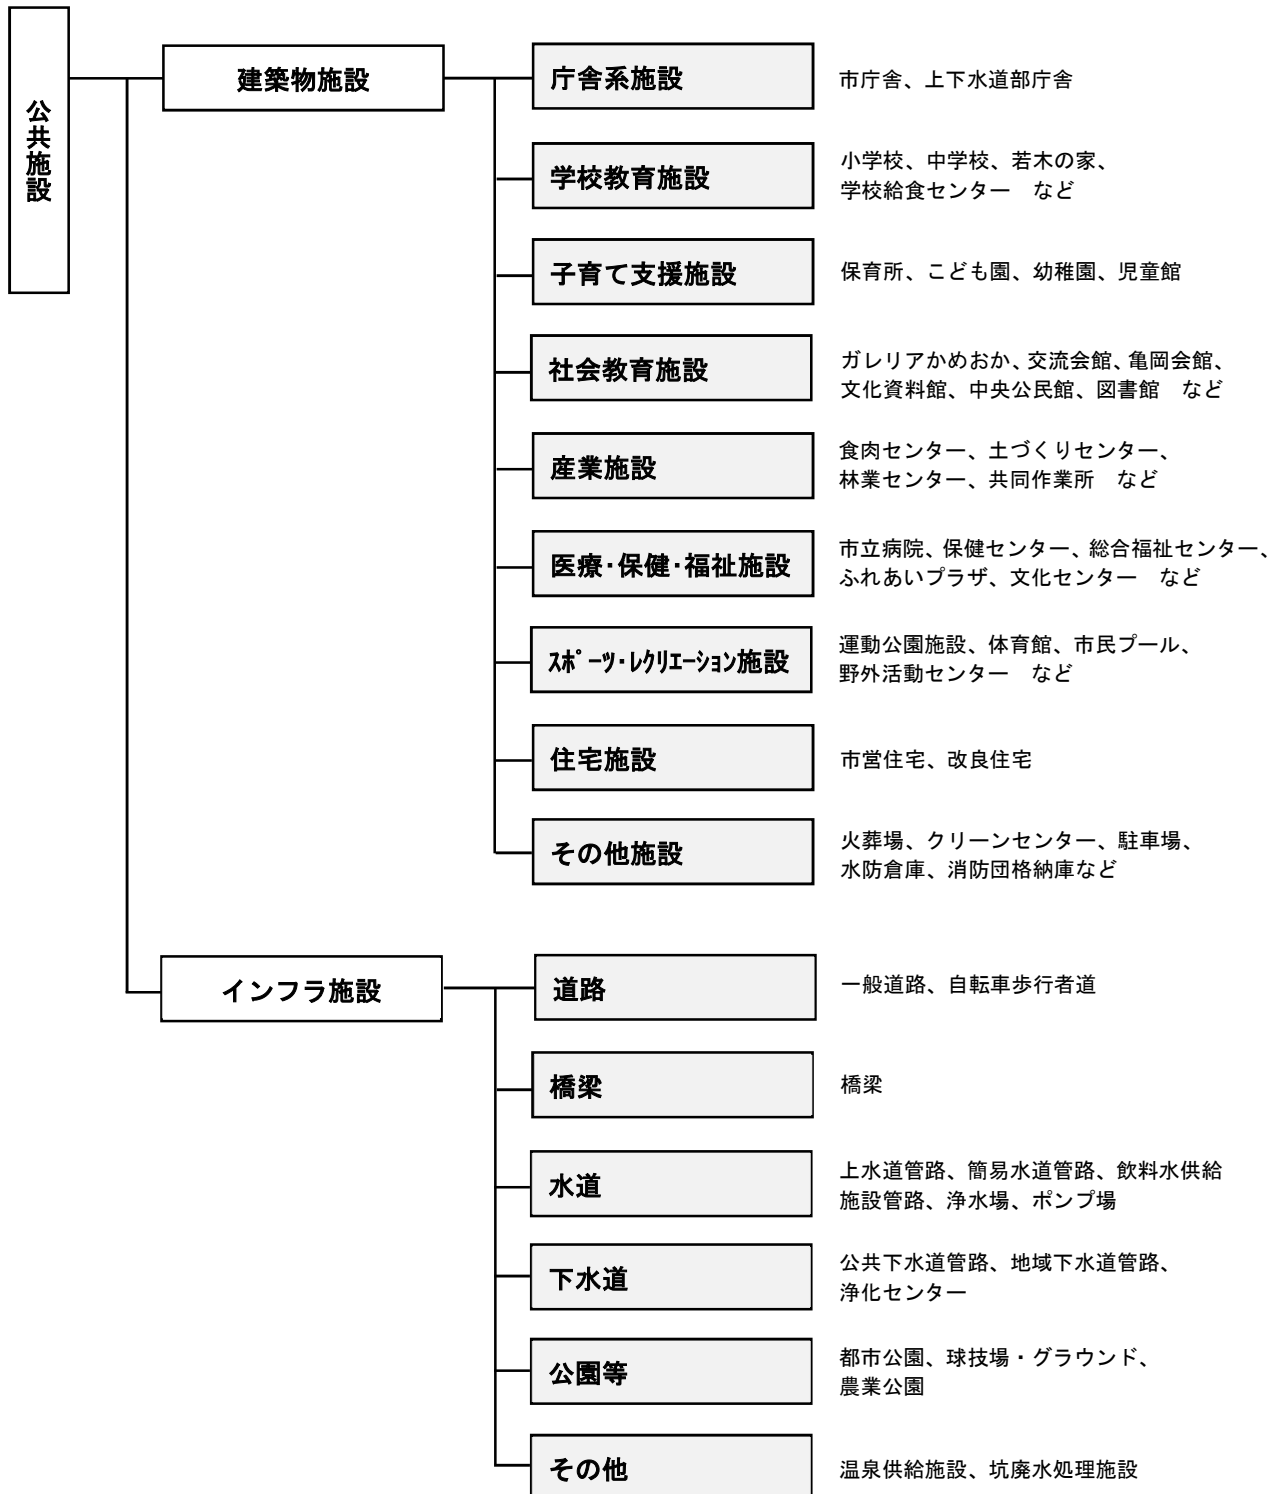 公共施設
建築物施設
庁舎系施設
市庁舎、上下水道部庁舎
学校教育施設
小学校、中学校、若木の家、
学校給食センター　など
子育て支援施設
保育所、こども園、幼稚園、児童館
社会教育施設
ガレリアかめおか、交流会館、亀岡会館、
文化資料館、中央公民館、図書館　など
産業施設
食肉センター、土づくりセンター、
林業センター、共同作業所　など
医療・保健・福祉施設
市立病院、保健センター、総合福祉センター、
ふれあいプラザ、文化センター　など
ｽﾎﾟｰﾂ・ﾚｸﾘｴｰｼｮﾝ施設
運動公園施設、体育館、市民プール、
野外活動センター　など
住宅施設
市営住宅、改良住宅
その他施設
火葬場、クリーンセンター、駐車場、
水防倉庫、消防団格納庫など
インフラ施設
道路
一般道路、自転車歩行者道
橋梁
橋梁
水道
上水道管路、簡易水道管路、飲料水供給
施設管路、浄水場、ポンプ場
下水道
公共下水道管路、地域下水道管路、
浄化センター
公園等
都市公園、球技場・グラウンド、
農業公園
その他
温泉供給施設、坑廃水処理施設